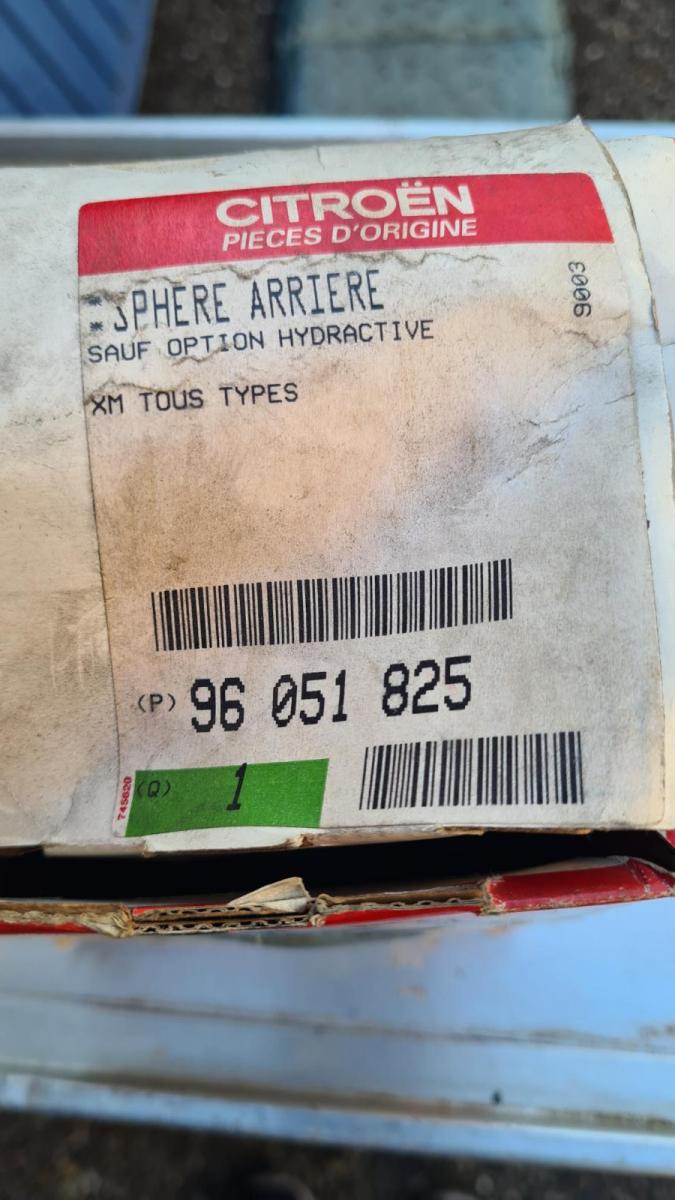 CITROËN
PIECES D'ORIGINE
SPHERE ARRIERE
9003
SAUF OPTION HYDRACTIVE
XM TOUS TYPES
(P) 96 051 825
745620
(Q) 1